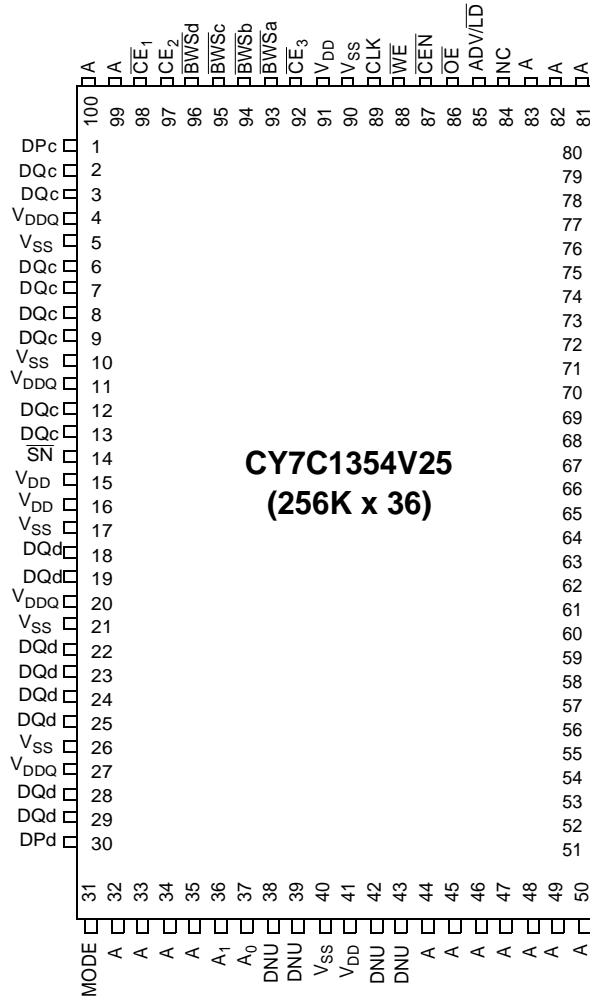 A A CE1 CE2 BWSd BWSc BWSb BWSa CE3 VDD VSS CLK WE CEN OE ADV/LD NC A A A
100 99 98 97 96 95 94 93 92 91 90 89 88 87 86 85 84 83 82 81
DPc 1
DQc 2
DQc 3
VDDQ 4
VSS 5
DQc 6
DQc 7
DQc 8
DQc 9
VSS 10
VDDQ 11
DQc 12
DQc 13
SN 14
VDD 15
VDD 16
VSS 17
DQd 18
DQd 19
VDDQ 20
VSS 21
DQd 22
DQd 23
DQd 24
DQd 25
VSS 26
VDDQ 27
DQd 28
DQd 29
DPd 30
CY7C1354V25
(256K x 36)
80
79
78
77
76
75
74
73
72
71
70
69
68
67
66
65
64
63
62
61
60
59
58
57
56
55
54
53
52
51
31 32 33 34 35 36 37 38 39 40 41 42 43 44 45 46 47 48 49 50
MODE A A A A A1 A0 DNU DNU VSS VDD DNU DNU A A A A A A A